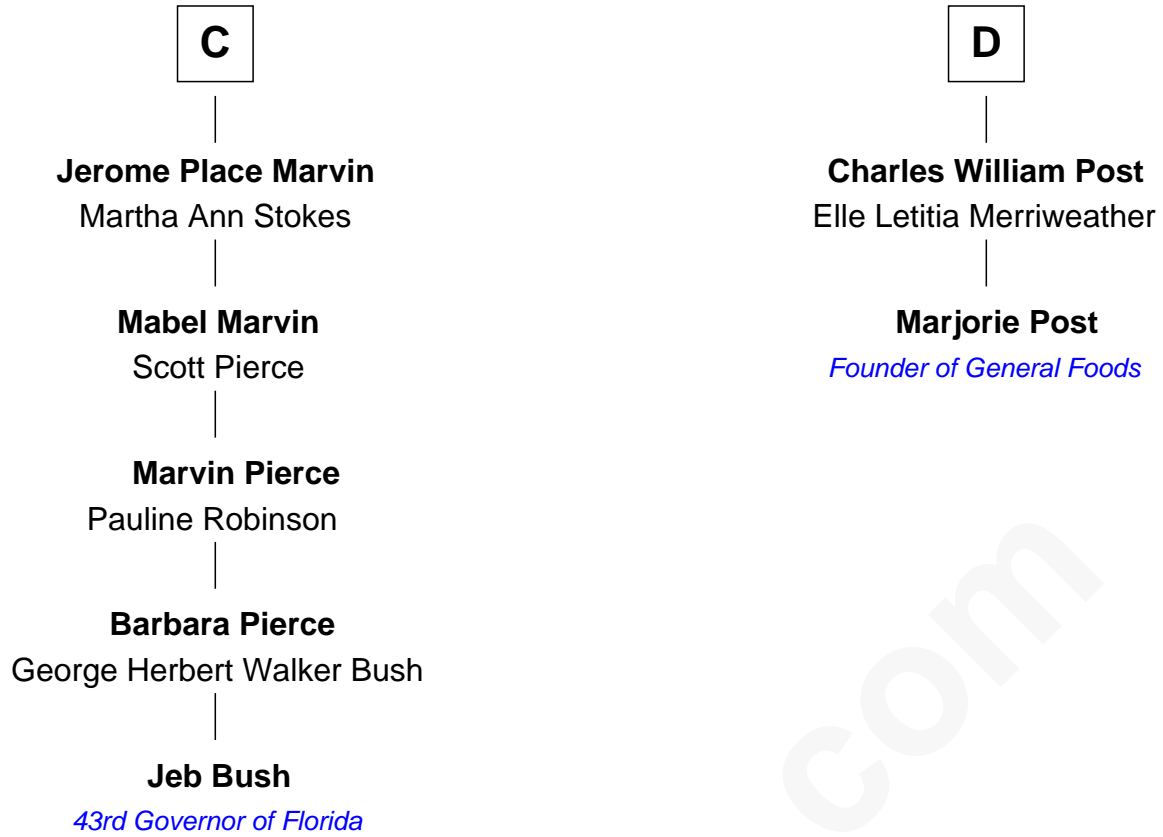 C
Jerome Place Marvin
Martha Ann Stokes
Mabel Marvin
Scott Pierce
Marvin Pierce
Pauline Robinson
Barbara Pierce
George Herbert Walker Bush
Jeb Bush
43rd Governor of Florida
D
Charles William Post
Elle Letitia Merriweather
Marjorie Post
Founder of General Foods
com